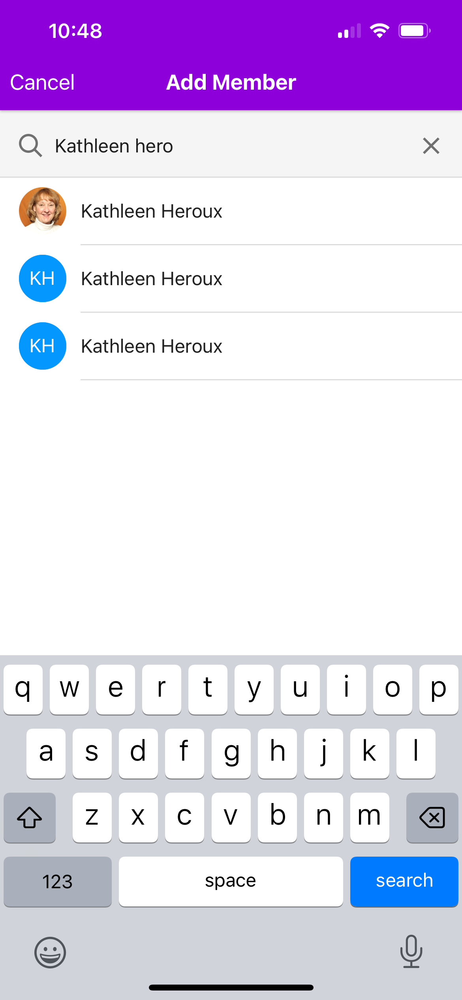 10:48
Cancel Add Member
Kathleen hero
Kathleen Heroux
KH Kathleen Heroux
KH Kathleen Heroux
q w e r t y u i o p
a s d f g h j k l
z x c v b n m
123 space search